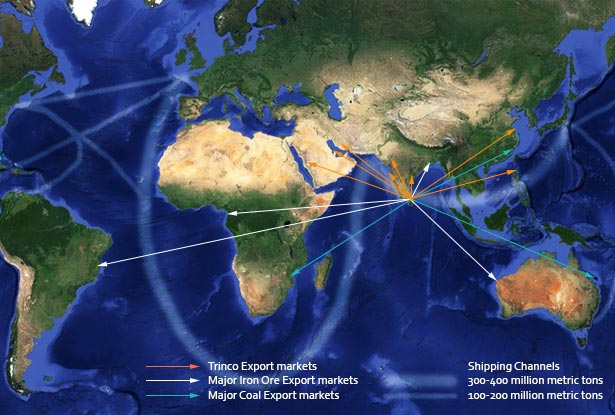 Trinco Export markets
Major Iron Ore Export markets
Major Coal Export markets
Shipping Channels
300-400 million metric tons
100-200 million metric tons